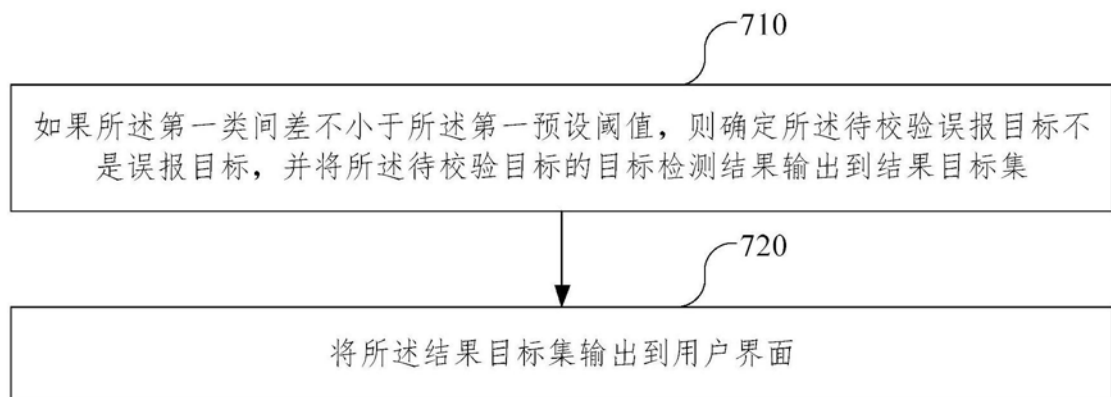 710
如果所述第一类间差不小于所述第一预设阈值，则确定所述待校验误报目标不
是误报目标，并将所述待校验目标的目标检测结果输出到结果目标集
720
将所述结果目标集输出到用户界面